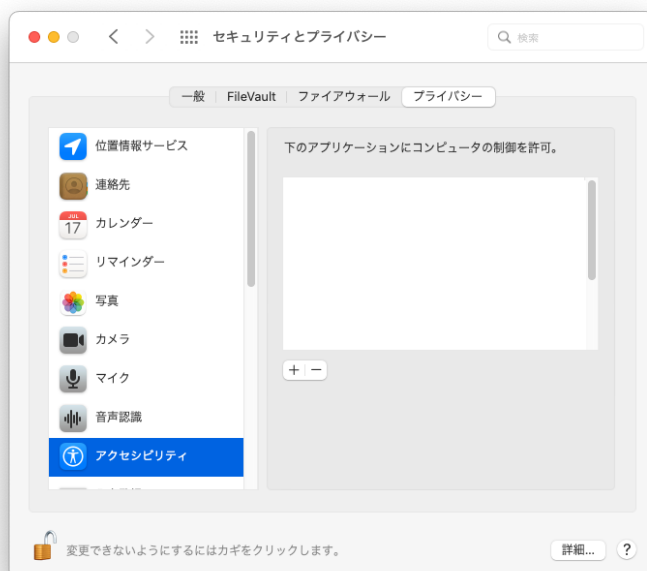 セキュリティとプライバシー
検索
一般 FileVault ファイアウォール プライバシー
位置情報サービス
連絡先
JUL
17
カレンダー
リマインダー
写真
カメラ
マイク
音声認識
アクセシビリティ
下のアプリケーションにコンピュータの制御を許可。
+ −
変更できないようにするにはカギをクリックします。
詳細... ?